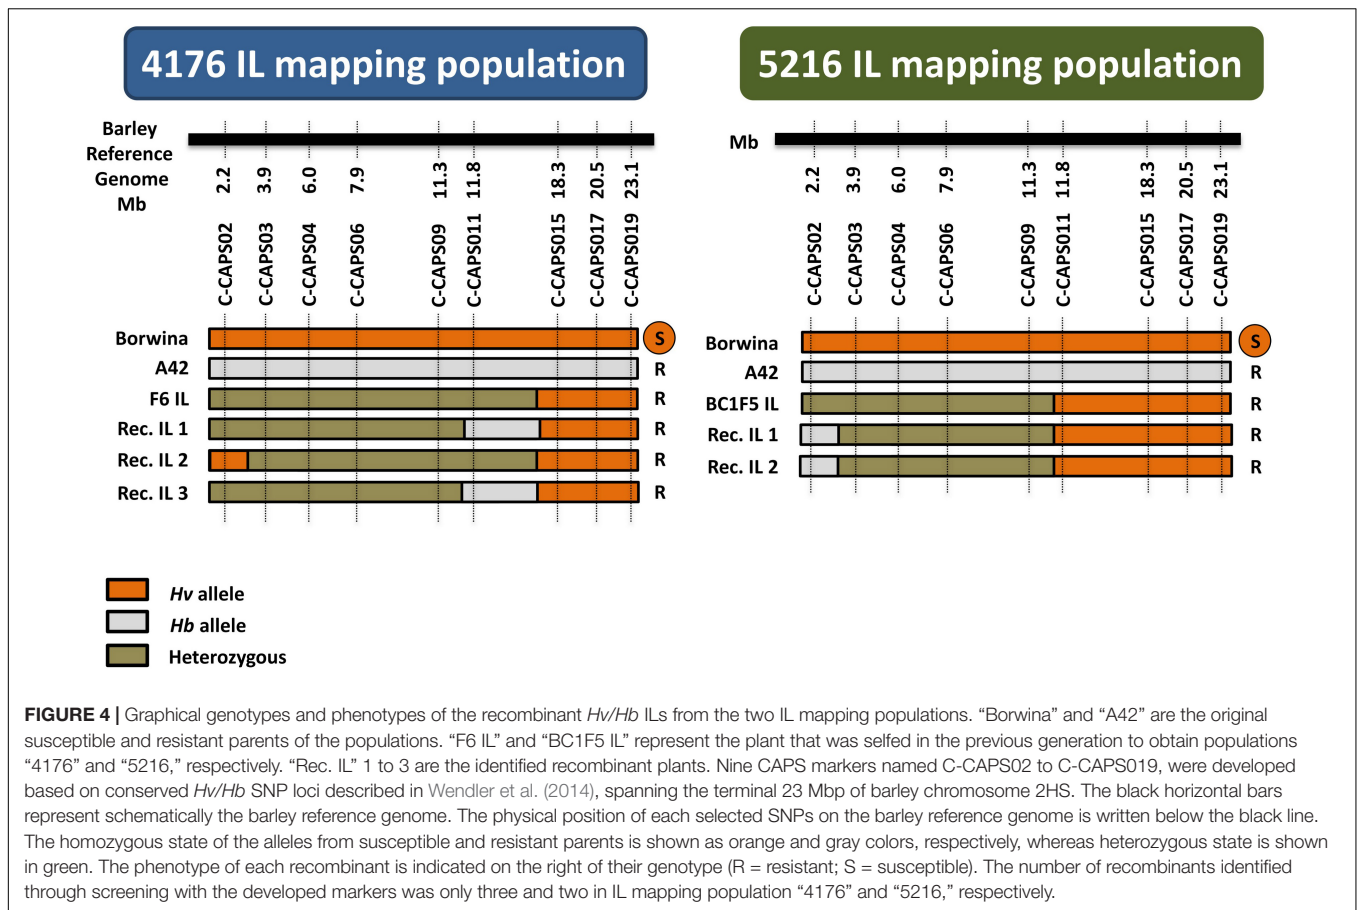 4176 IL mapping population
5216 IL mapping population
Barley
Reference
Genome
Mb
2.2
3.9
6.0
7.9
11.3
11.8
18.3
20.5
23.1
C-CAPS02
C-CAPS03
C-CAPS04
C-CAPS06
C-CAPS09
C-CAPS011
C-CAPS015
C-CAPS017
C-CAPS019
Borwina S
A42 R
F6 IL R
Rec. IL 1 R
Rec. IL 2 R
Rec. IL 3 R
Mb
2.2
3.9
6.0
7.9
11.3
11.8
18.3
20.5
23.1
C-CAPS02
C-CAPS03
C-CAPS04
C-CAPS06
C-CAPS09
C-CAPS011
C-CAPS015
C-CAPS017
C-CAPS019
Borwina S
A42 R
BC1F5 IL R
Rec. IL 1 R
Rec. IL 2 R
Hv allele
Hb allele
Heterozygous
FIGURE 4 | Graphical genotypes and phenotypes of the recombinant Hv/Hb ILs from the two IL mapping populations. “Borwina” and “A42” are the original
susceptible and resistant parents of the populations. “F6 IL” and “BC1F5 IL” represent the plant that was selfed in the previous generation to obtain populations
“4176” and “5216,” respectively. “Rec. IL” 1 to 3 are the identified recombinant plants. Nine CAPS markers named C-CAPS02 to C-CAPS019, were developed
based on conserved Hv/Hb SNP loci described in Wendler et al. (2014), spanning the terminal 23 Mbp of barley chromosome 2HS. The black horizontal bars
represent schematically the barley reference genome. The physical position of each selected SNPs on the barley reference genome is written below the black line.
The homozygous state of the alleles from susceptible and resistant parents is shown as orange and gray colors, respectively, whereas heterozygous state is shown
in green. The phenotype of each recombinant is indicated on the right of their genotype (R = resistant; S = susceptible). The number of recombinants identified
through screening with the developed markers was only three and two in IL mapping population “4176” and “5216,” respectively.